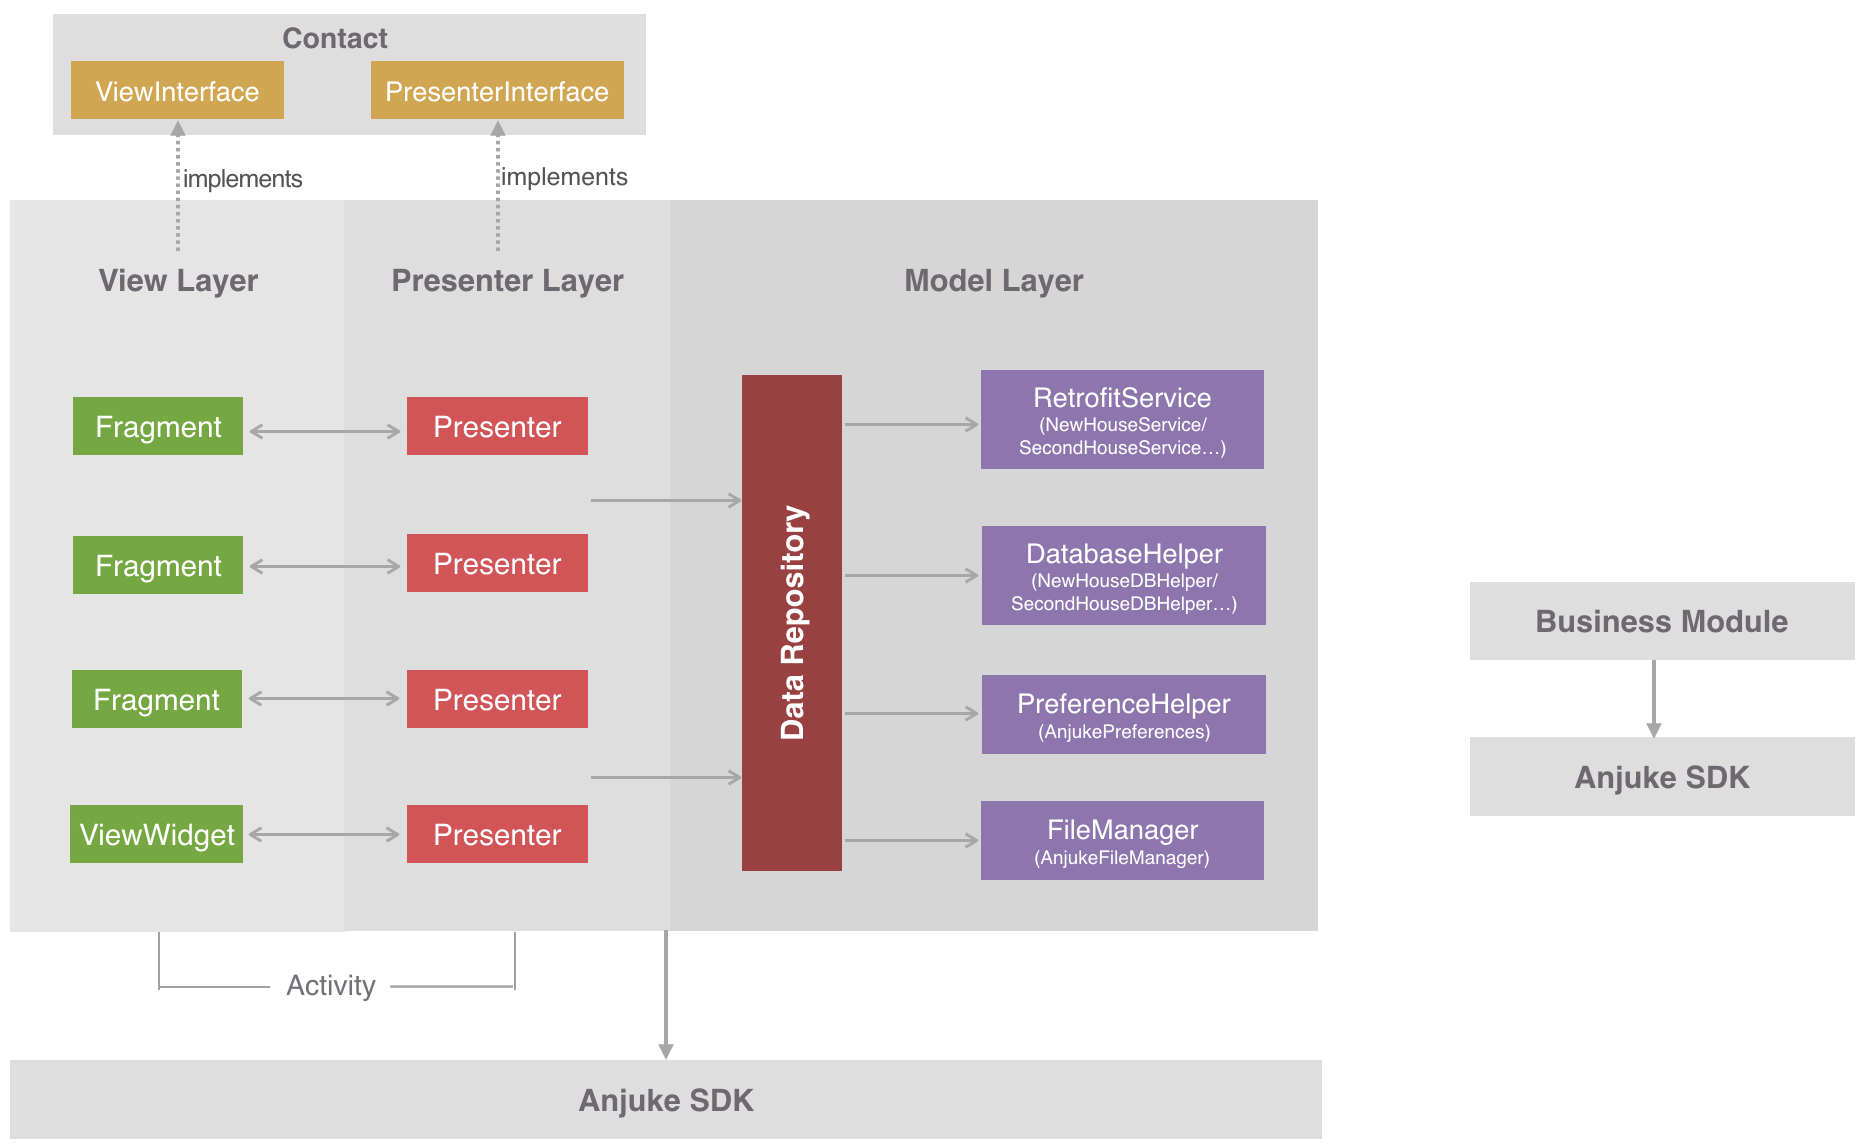 Contact
ViewInterface
PresenterInterface
implements
implements
View Layer
Presenter Layer
Model Layer
Fragment
Presenter
Fragment
Presenter
Fragment
Presenter
ViewWidget
Presenter
Data Repository
RetrofitService
(NewHouseService/
SecondHouseService...)
DatabaseHelper
(NewHouseDBHelper/
SecondHouseDBHelper...)
PreferenceHelper
(AnjukePreferences)
FileManager
(AnjukeFileManager)
Activity
Anjuke SDK
Business Module
Anjuke SDK